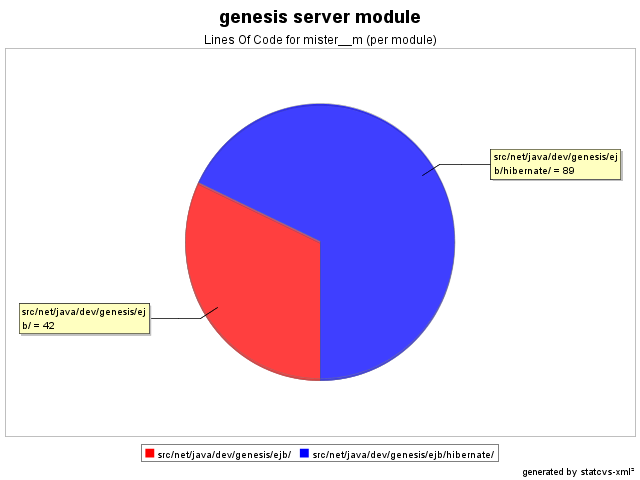 genesis server module
Lines Of Code for mister__m (per module)
src/net/java/dev/genesis/ej
b/hibernate/ = 89
src/net/java/dev/genesis/ej
b/ = 42
src/net/java/dev/genesis/ejb/ src/net/java/dev/genesis/ejb/hibernate/
generated by statcvs-xml²